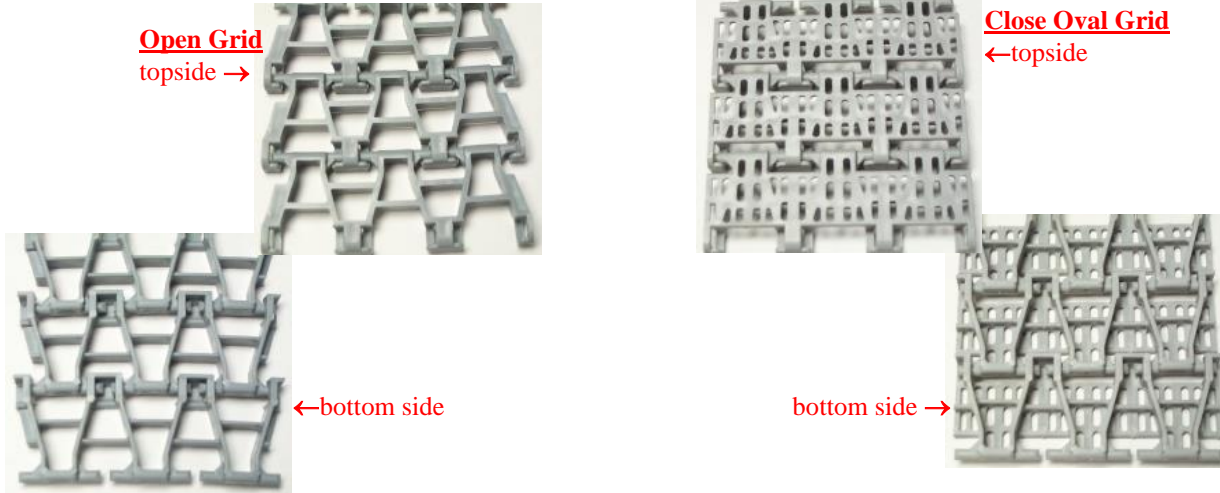 Open Grid
topside →
←bottom side
Close Oval Grid
←topside
bottom side →